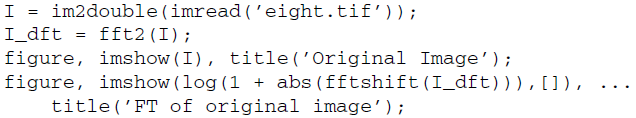 I = im2double(imread('eight.tif'));
I_dft = fft2(I);
figure, imshow(I), title('Original Image');
figure, imshow(log(1 + abs(fftshift(I_dft))),[]), ...
    title('FT of original image');